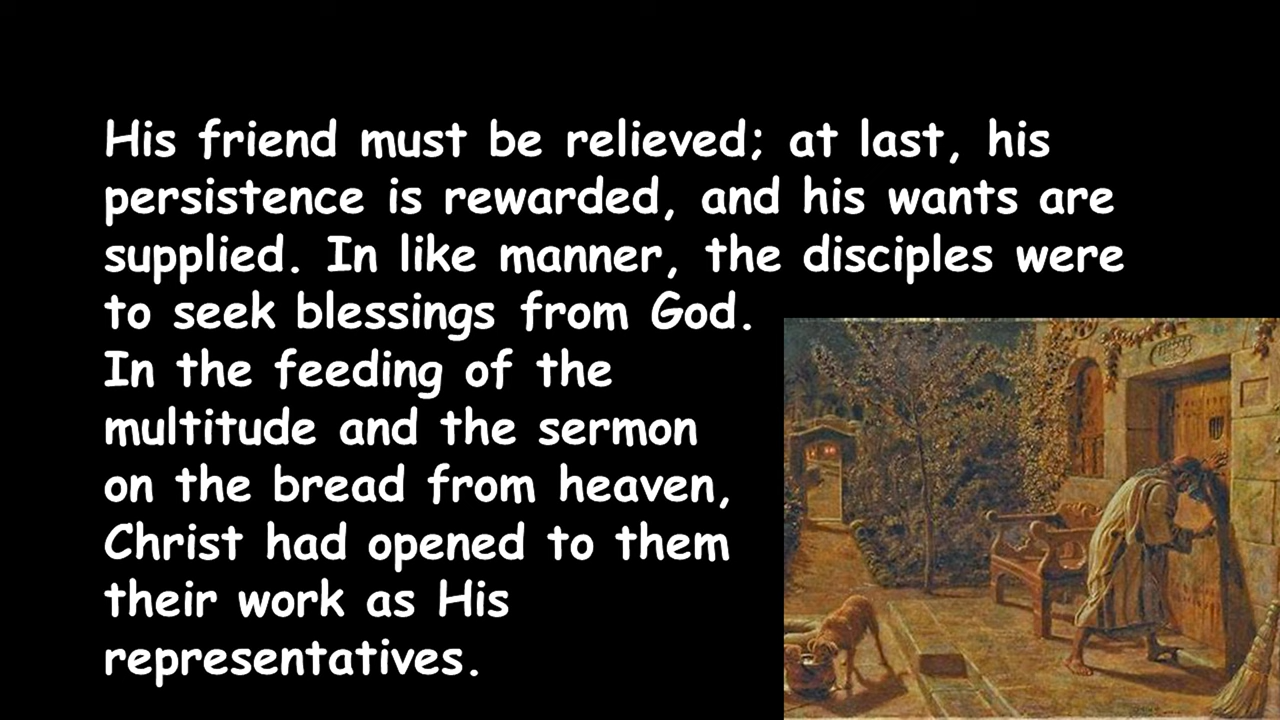 His friend must be relieved; at last, his
persistence is rewarded, and his wants are
supplied. In like manner, the disciples were
to seek blessings from God.
In the feeding of the
multitude and the sermon
on the bread from heaven,
Christ had opened to them
their work as His
representatives.